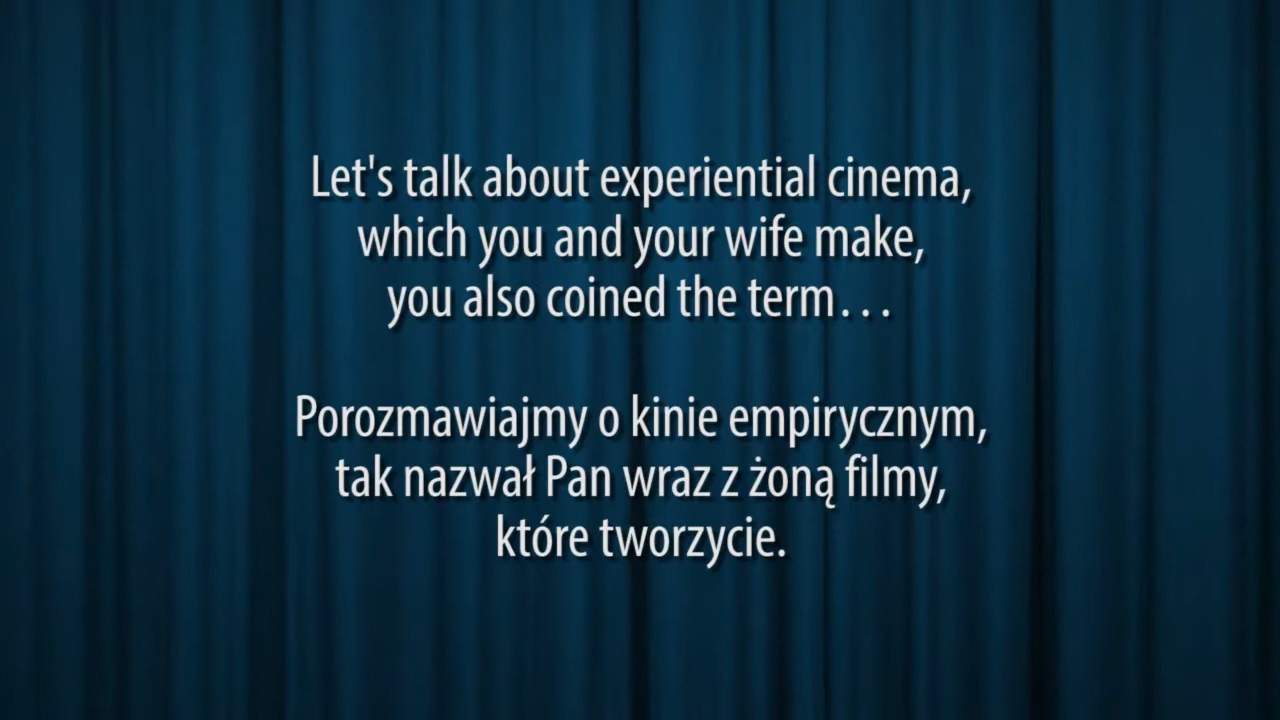 Let's talk about experiential cinema,
which you and your wife make,
you also coined the term...
Porozmawiajmy o kinie empirycznym,
tak nazwał Pan wraz z żoną filmy,
które tworzycie.